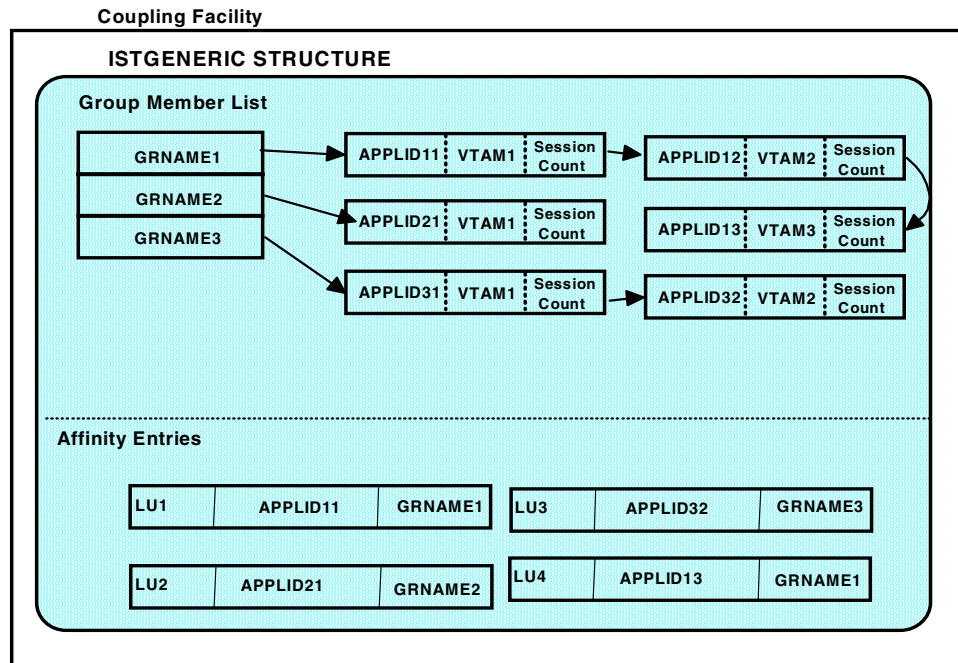 Coupling Facility
ISTGENERIC STRUCTURE
Group Member List
GRNAME1
GRNAME2
GRNAME3
APPLID11 VTAM1 Session
Count
APPLID12 VTAM2 Session
Count
APPLID21 VTAM1 Session
Count
APPLID13 VTAM3 Session
Count
APPLID31 VTAM1 Session
Count
APPLID32 VTAM2 Session
Count
Affinity Entries
LU1 APPLID11 GRNAME1
LU3 APPLID32 GRNAME3
LU2 APPLID21 GRNAME2
LU4 APPLID13 GRNAME1